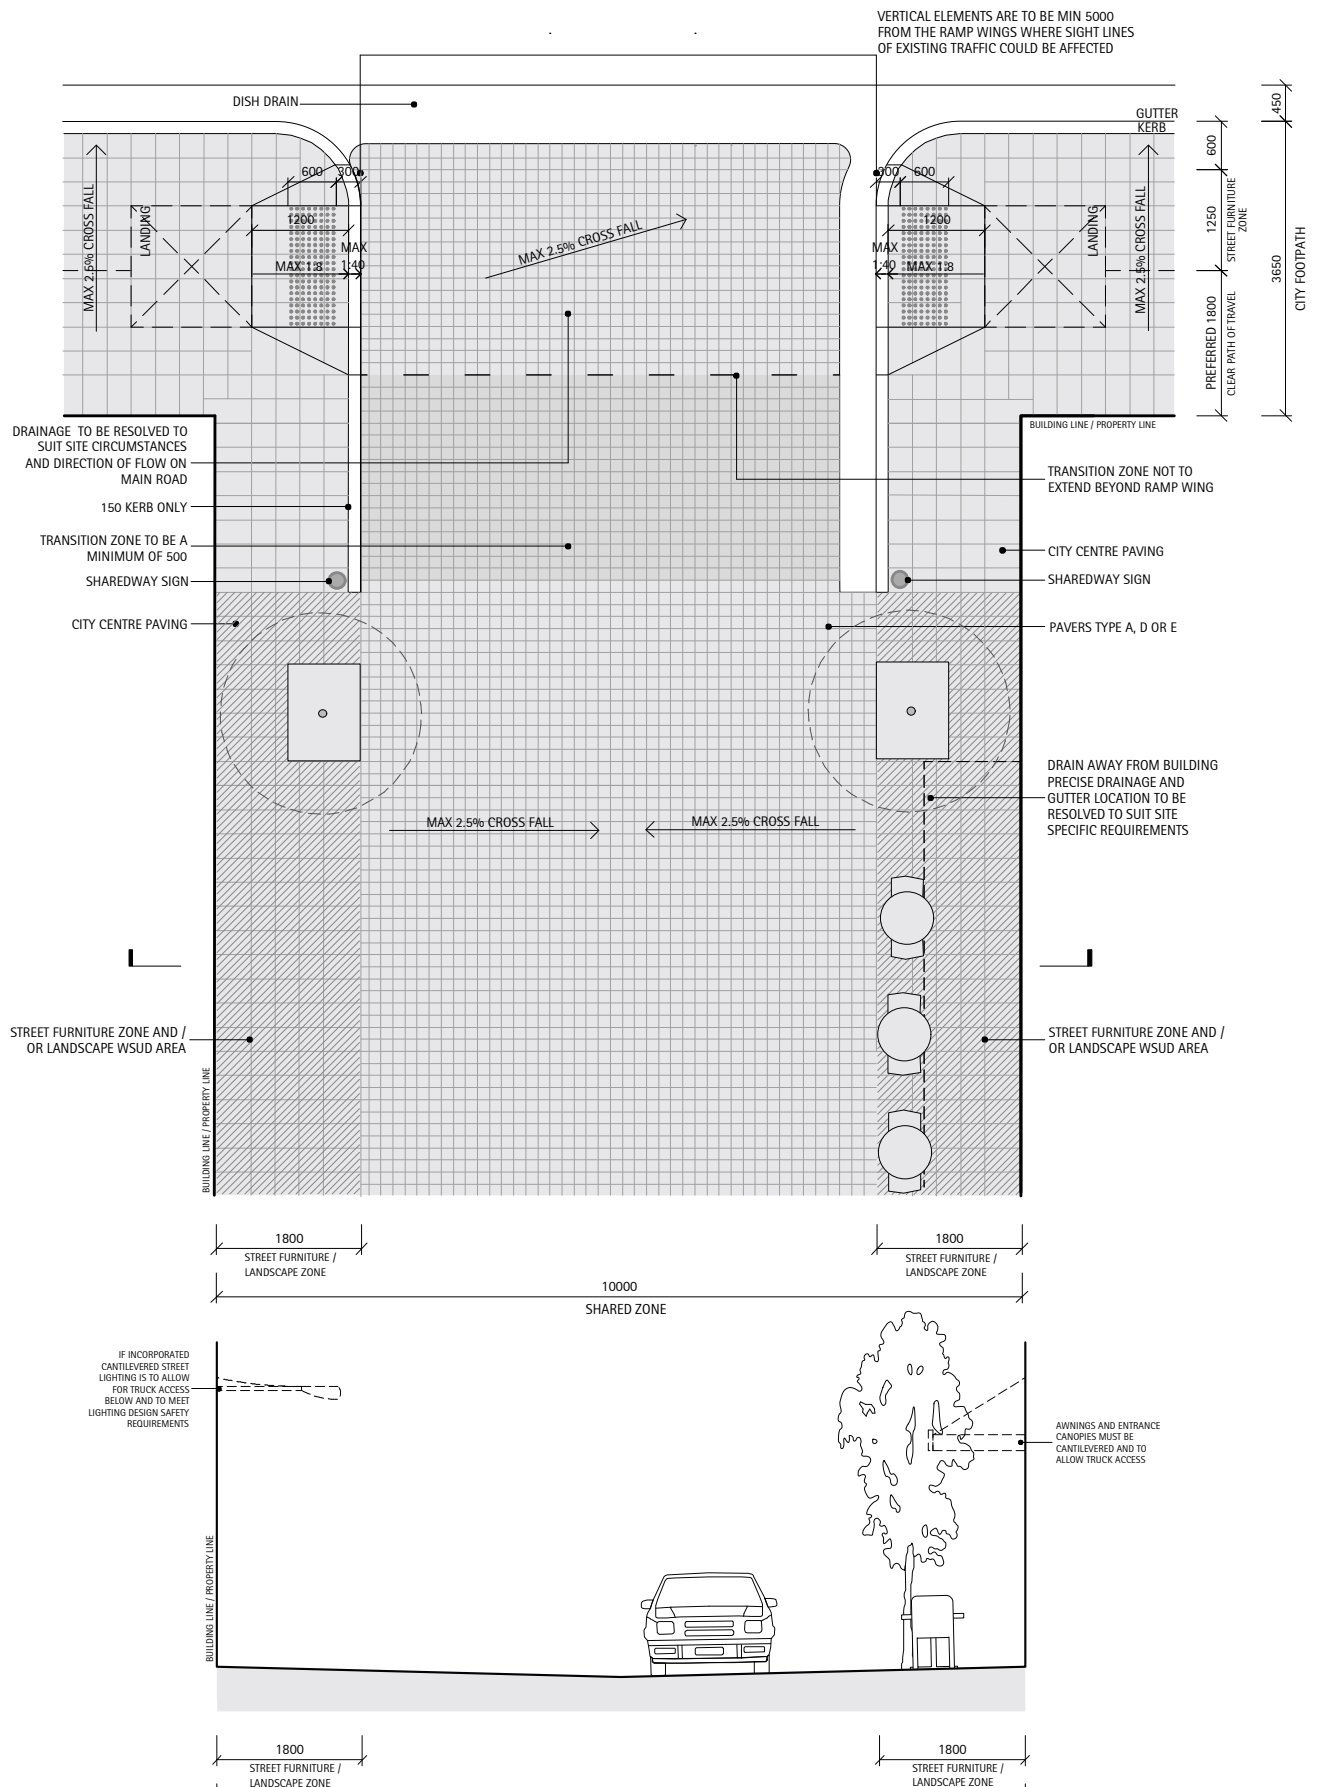 VERTICAL ELEMENTS ARE TO BE MIN 5000
FROM THE RAMP WINGS WHERE SIGHT LINES
OF EXISTING TRAFFIC COULD BE AFFECTED
DISH DRAIN
GUTTER
KERB
450
600
1250
STREET FURNITURE
ZONE
PREFERRED 1800
CLEAR PATH OF TRAVEL
3650
CITY FOOTPATH
MAX 2.5% CROSS FALL
LANDING
600
300
1200
MAX 1:8
MAX
1:40
MAX 2.5% CROSS FALL
300
600
1200
MAX
1:40
MAX 1:8
LANDING
MAX 2.5% CROSS FALL
BUILDING LINE / PROPERTY LINE
DRAINAGE TO BE RESOLVED TO
SUIT SITE CIRCUMSTANCES
AND DIRECTION OF FLOW ON
MAIN ROAD
150 KERB ONLY
TRANSITION ZONE TO BE A
MINIMUM OF 500
SHAREDWAY SIGN
CITY CENTRE PAVING
TRANSITION ZONE NOT TO
EXTEND BEYOND RAMP WING
CITY CENTRE PAVING
SHAREDWAY SIGN
PAVERS TYPE A, D OR E
DRAIN AWAY FROM BUILDING
PRECISE DRAINAGE AND
GUTTER LOCATION TO BE
RESOLVED TO SUIT SITE
SPECIFIC REQUIREMENTS
MAX 2.5% CROSS FALL
MAX 2.5% CROSS FALL
STREET FURNITURE ZONE AND /
OR LANDSCAPE WSUD AREA
STREET FURNITURE ZONE AND /
OR LANDSCAPE WSUD AREA
BUILDING LINE / PROPERTY LINE
1800
STREET FURNITURE /
LANDSCAPE ZONE
1800
STREET FURNITURE /
LANDSCAPE ZONE
10000
SHARED ZONE
IF INCORPORATED
CANTILEVERED STREET
LIGHTING IS TO ALLOW
FOR TRUCK ACCESS
BELOW AND TO MEET
LIGHTING DESIGN SAFETY
REQUIREMENTS
AWNINGS AND ENTRANCE
CANOPIES MUST BE
CANTILEVERED AND TO
ALLOW TRUCK ACCESS
BUILDING LINE / PROPERTY LINE
1800
STREET FURNITURE /
LANDSCAPE ZONE
1800
STREET FURNITURE /
LANDSCAPE ZONE